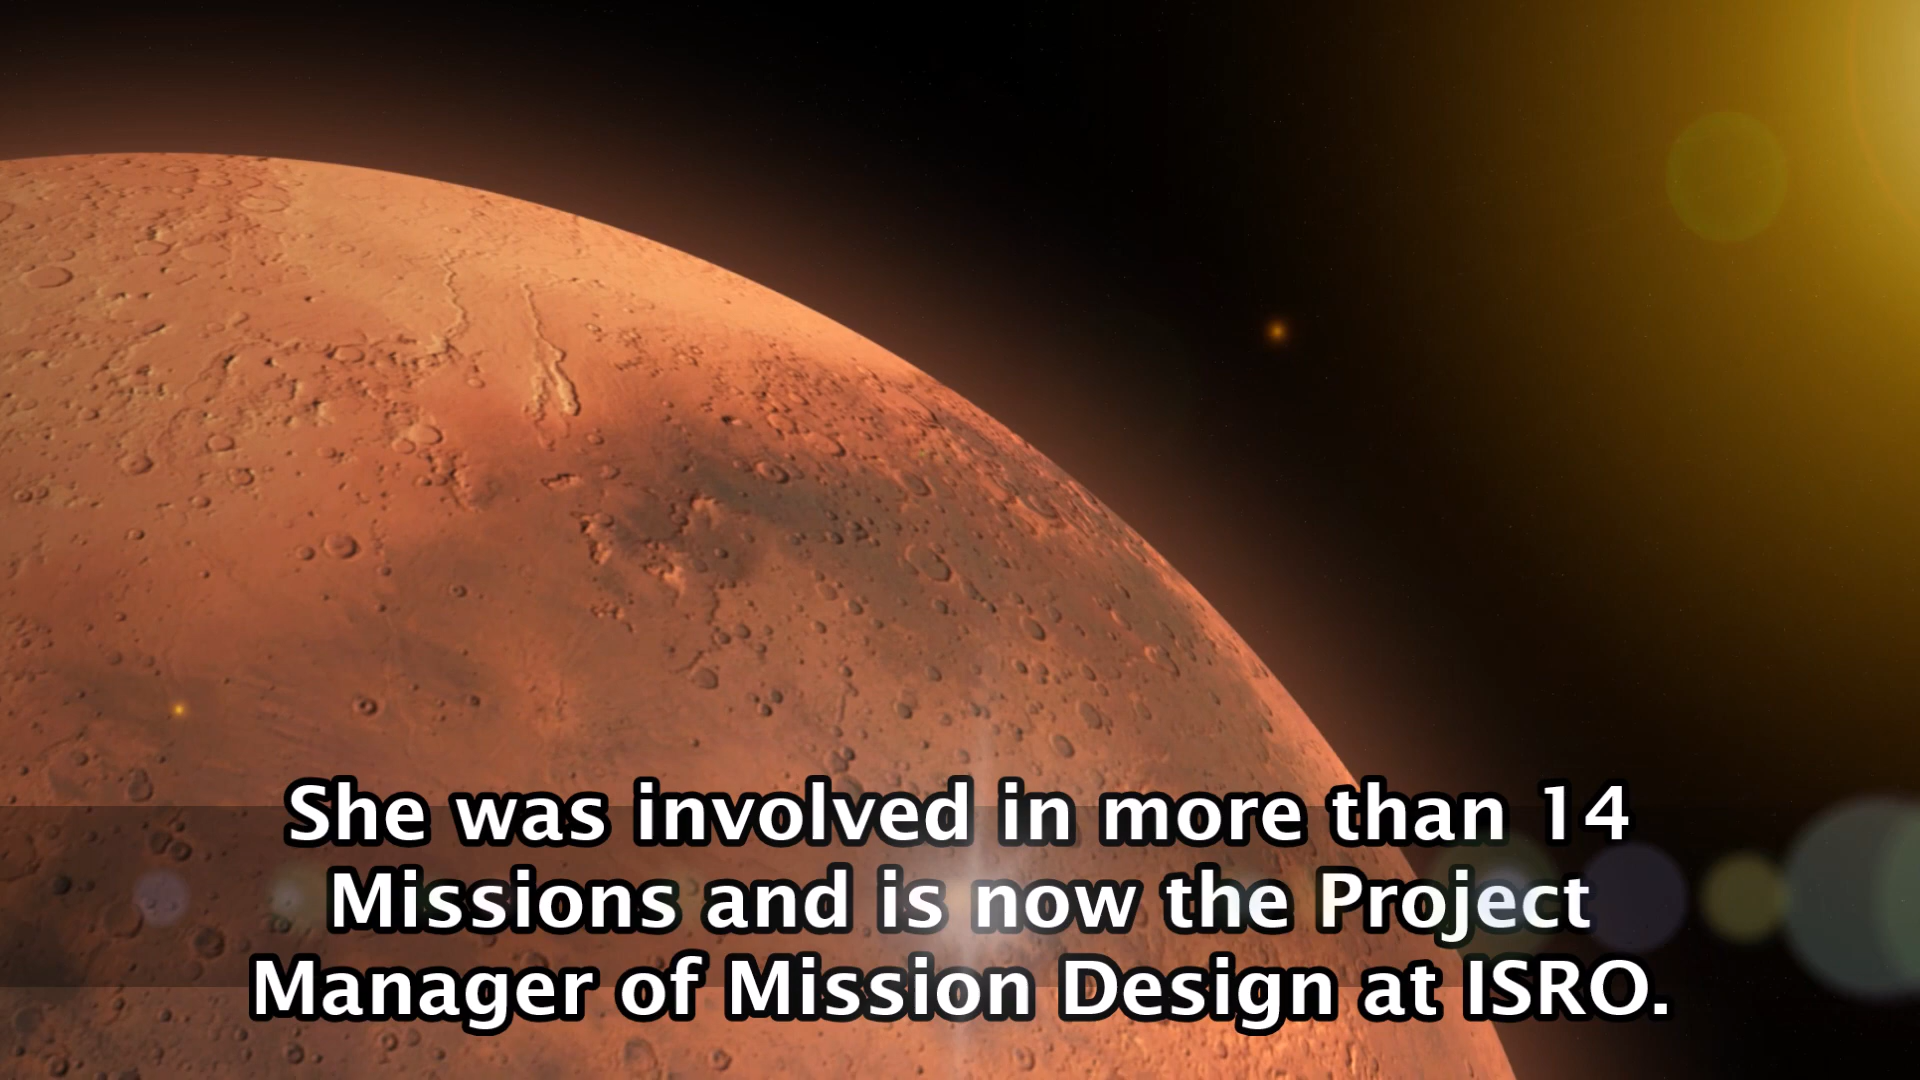 She was involved in more than 14
Missions and is now the Project
Manager of Mission Design at ISRO.